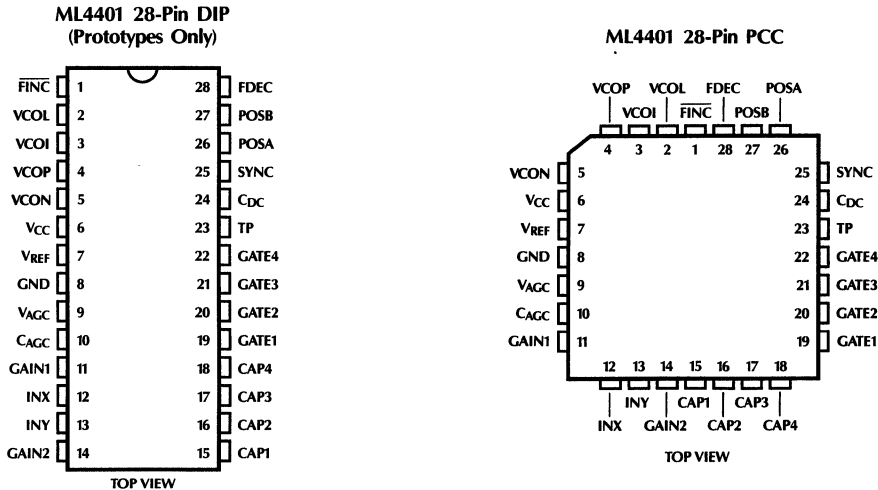 ML4401 28-Pin DIP
(Prototypes Only)
FINC 1 28 FDEC
VCOL 2 27 POSB
VCOI 3 26 POSA
VCOP 4 25 SYNC
VCON 5 24 CDC
VCC 6 23 TP
VREF 7 22 GATE4
GND 8 21 GATE3
VAGC 9 20 GATE2
CAGC 10 19 GATE1
GAIN1 11 18 CAP4
INX 12 17 CAP3
INY 13 16 CAP2
GAIN2 14 15 CAP1
TOP VIEW
ML4401 28-Pin PCC
VCOP VCOL FDEC POSA
VCOI FINC POSB
4 3 2 1 28 27 26
VCON 5 25 SYNC
VCC 6 24 CDC
VREF 7 23 TP
GND 8 22 GATE4
VAGC 9 21 GATE3
CAGC 10 20 GATE2
GAIN1 11 19 GATE1
12 13 14 15 16 17 18
INY CAP1 CAP3
INX GAIN2 CAP2 CAP4
TOP VIEW